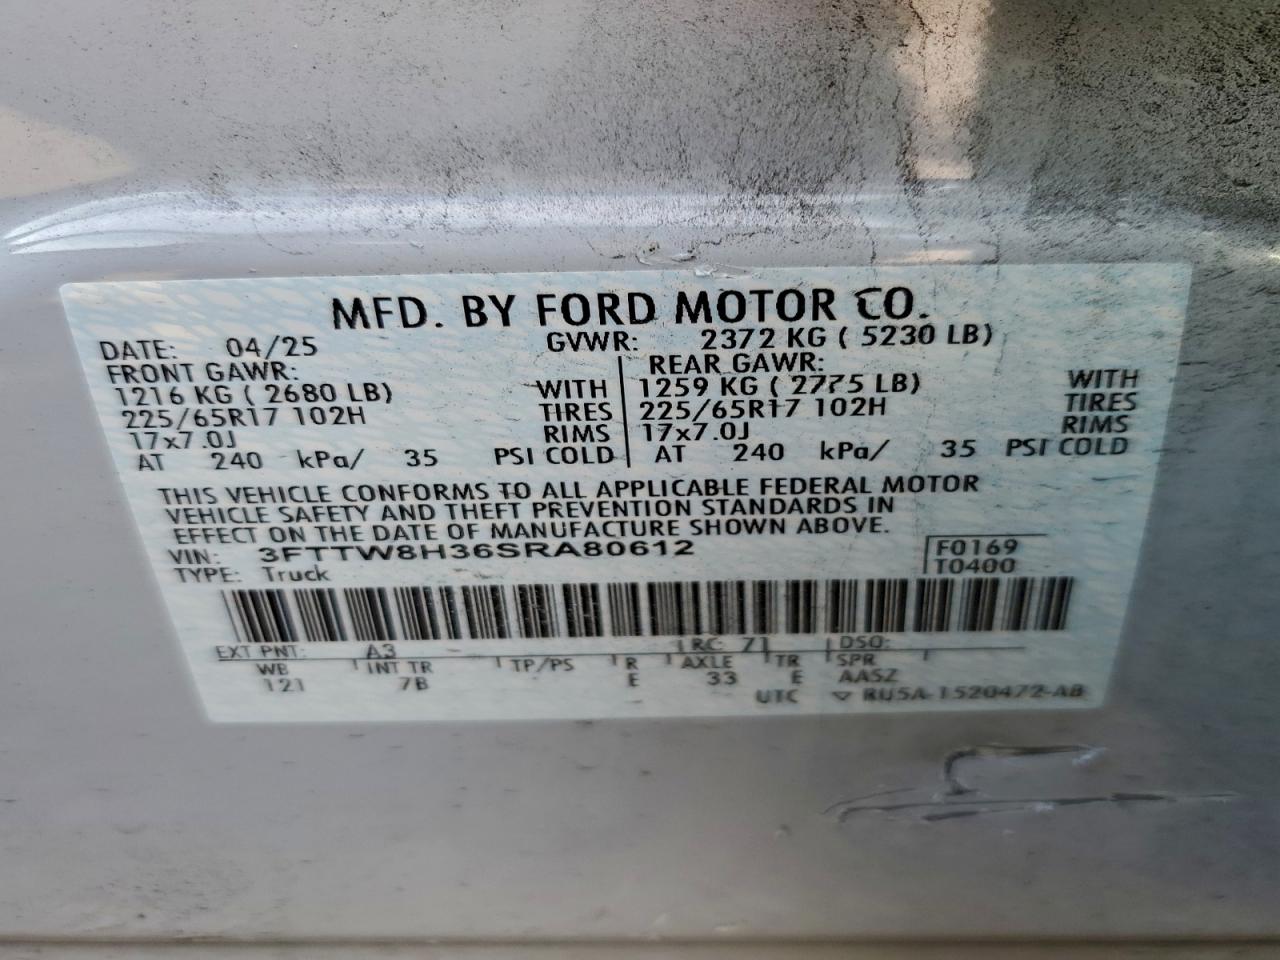 MFD. BY FORD MOTOR CO.
DATE: 04/25 GVWR: 2372 KG ( 5230 LB)
FRONT GAWR: REAR GAWR:
1216 KG ( 2680 LB) WITH 1259 KG ( 2775 LB) WITH
225/65R17 102H TIRES 225/65R17 102H TIRES
17x7.0J RIMS 17x7.0J RIMS
AT 240 kPa/ 35 PSI COLD AT 240 kPa/ 35 PSI COLD
THIS VEHICLE CONFORMS TO ALL APPLICABLE FEDERAL MOTOR
VEHICLE SAFETY AND THEFT PREVENTION STANDARDS IN
EFFECT ON THE DATE OF MANUFACTURE SHOWN ABOVE.
VIN: 3FTTW8H36SRA80612 F0169
TYPE: Truck T0400
EXT PNT: A3 RC: 71 DSO:
WB INT TR TP/PS R AXLE TR SPR
121 7B E 33 E AASZ
UTC RU5A-1520472-AB